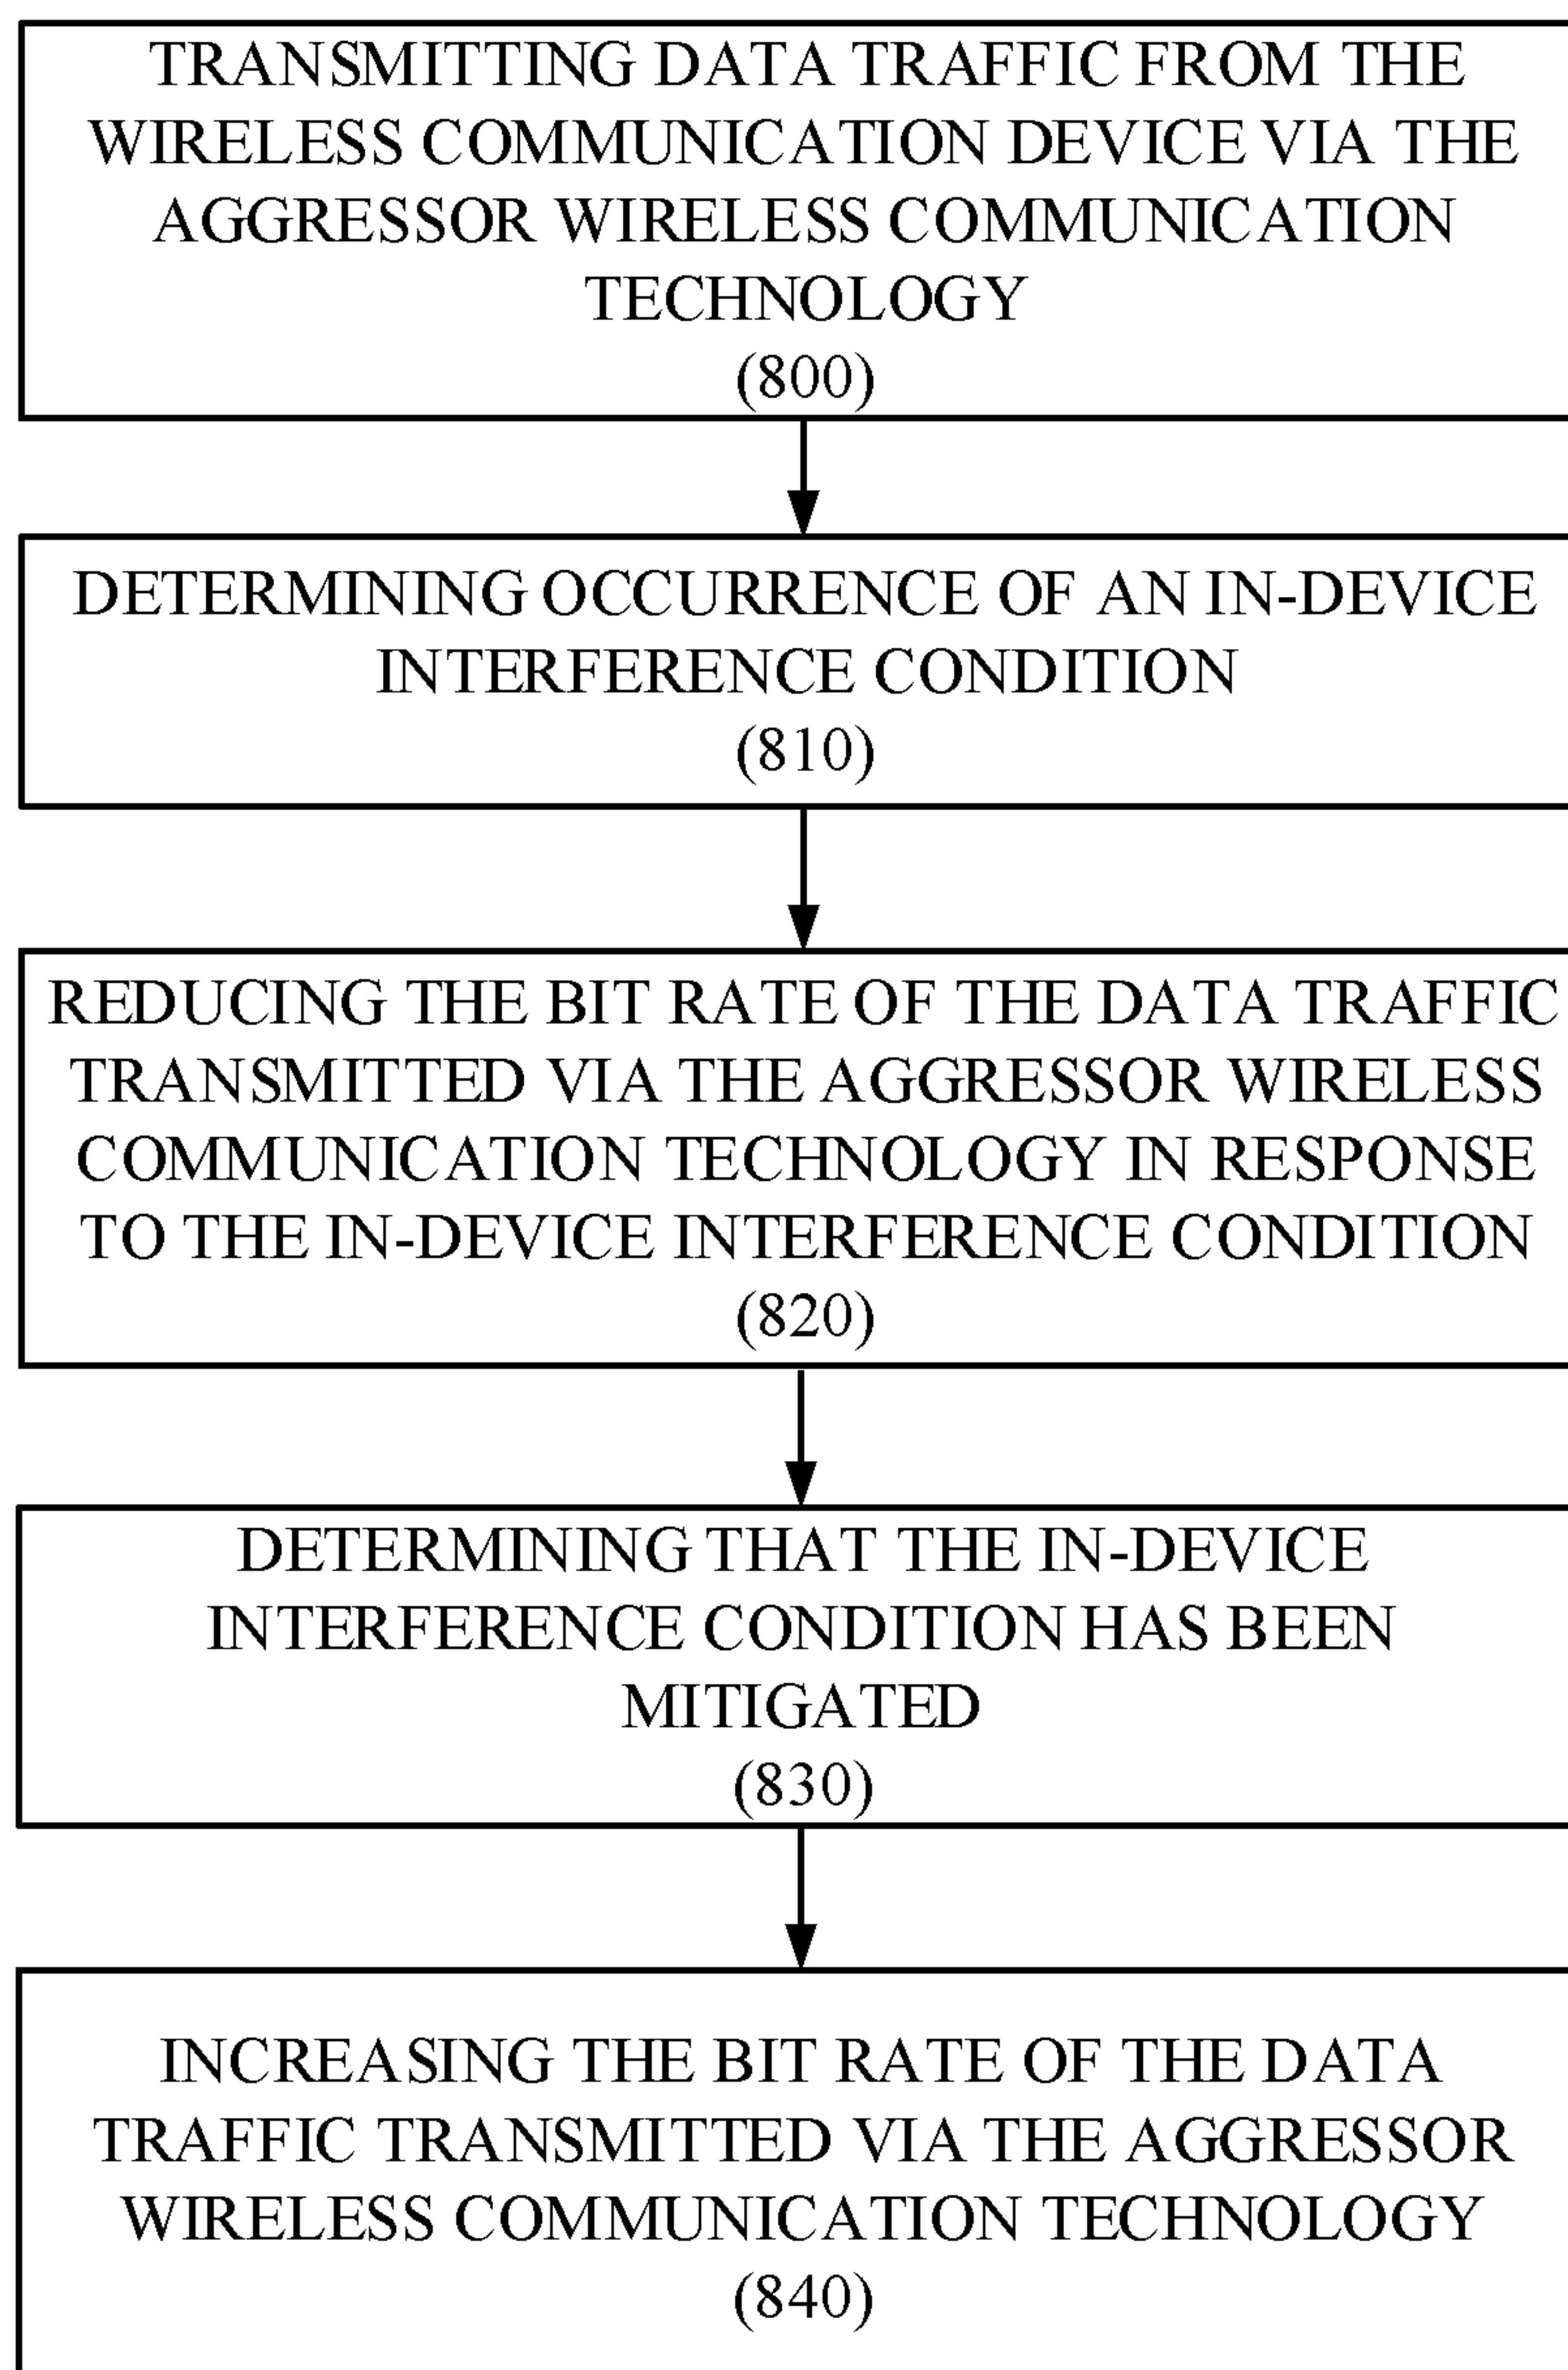 TRANSMITTING DATA TRAFFIC FROM THE
WIRELESS COMMUNICATION DEVICE VIA THE
AGGRESSOR WIRELESS COMMUNICATION
TECHNOLOGY
(800)
DETERMINING OCCURRENCE OF AN IN-DEVICE
INTERFERENCE CONDITION
(810)
REDUCING THE BIT RATE OF THE DATA TRAFFIC
TRANSMITTED VIA THE AGGRESSOR WIRELESS
COMMUNICATION TECHNOLOGY IN RESPONSE
TO THE IN-DEVICE INTERFERENCE CONDITION
(820)
DETERMINING THAT THE IN-DEVICE
INTERFERENCE CONDITION HAS BEEN
MITIGATED
(830)
INCREASING THE BIT RATE OF THE DATA
TRAFFIC TRANSMITTED VIA THE AGGRESSOR
WIRELESS COMMUNICATION TECHNOLOGY
(840)